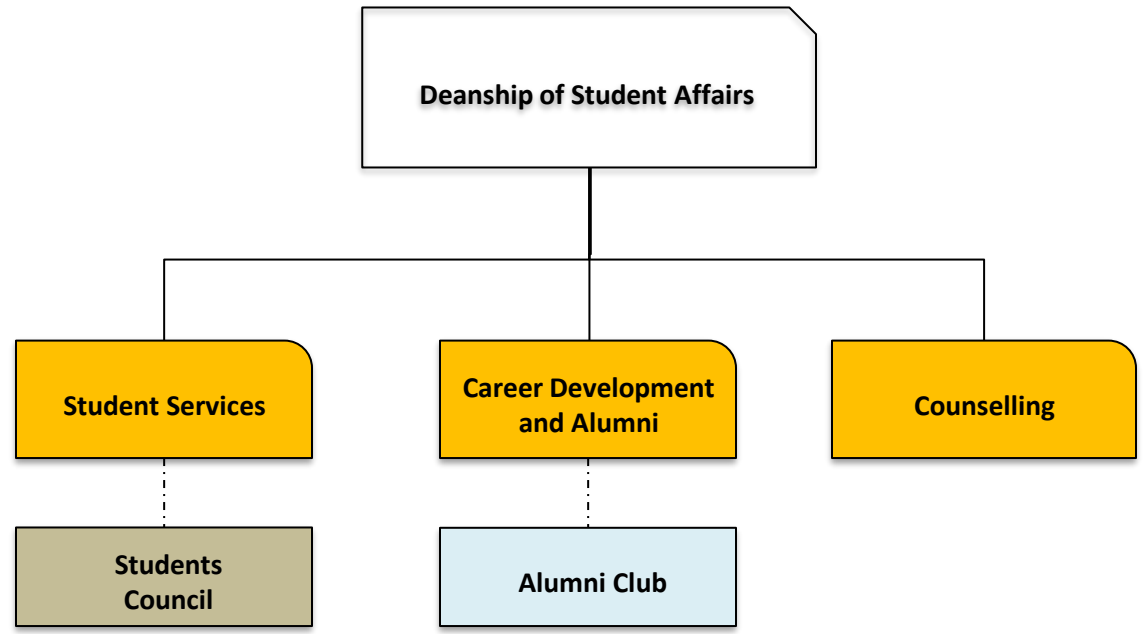 Deanship of Student Affairs
Student Services
Career Development
and Alumni
Counselling
Students
Council
Alumni Club